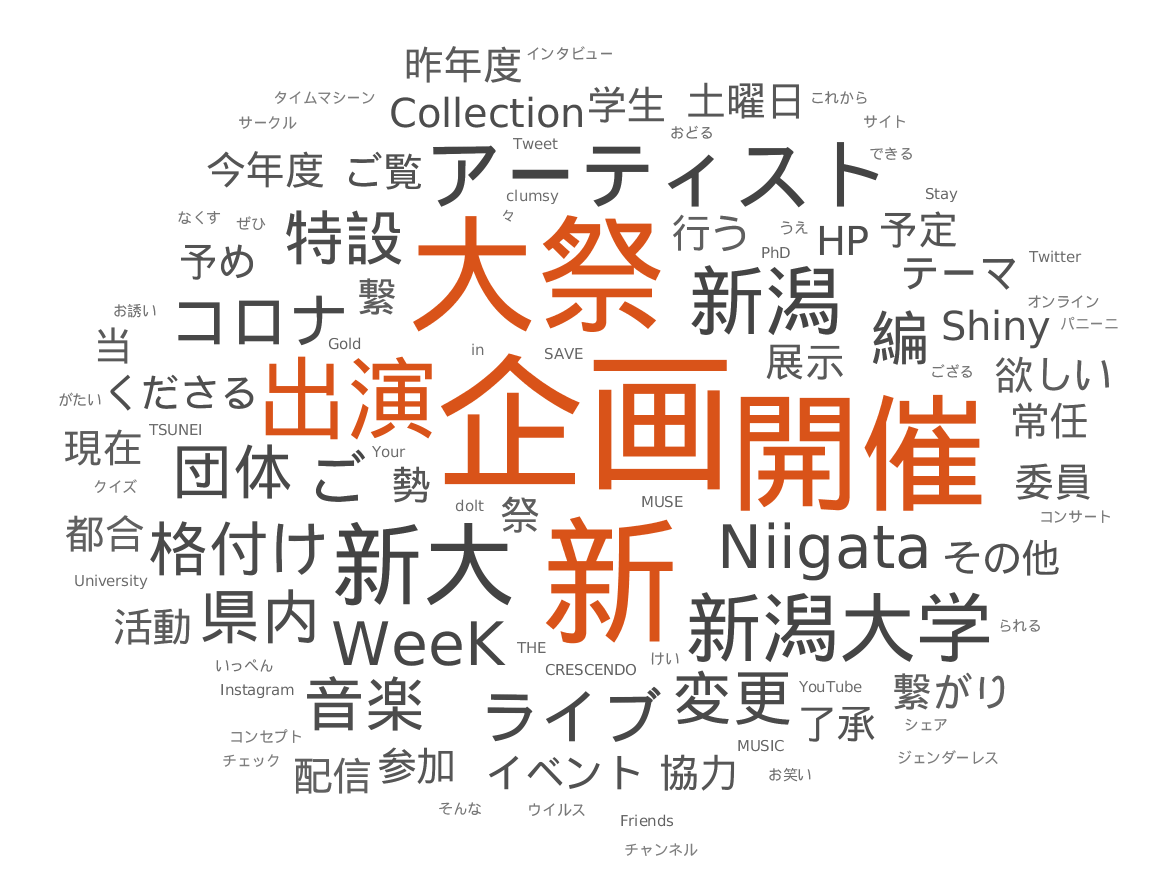 昨年度 インタビュー
タイムマシーン Collection 学生 土曜日 これから
サークル Tweet おどる サイト
今年度 ご覧 アーティスト できる
clumsy Stay
なくす ぜひ 特設 々 大祭 行う うえ HP 予定
予め PhD テーマ Twitter
お誘い コロナ 繋 新潟 編 Shiny オンライン パニーニ
当 Gold in SAVE 展示 ござる 欲しい
がたい くださる 出演 企画 開催 常任
現在 TSUNEI Your
クイズ 団体 ご 勢 委員
dolt 祭 MUSE コンサート
都合 格付け 新大 新 Niigata その他
University
活動 県内 WeeK THE 新潟大学 られる
いっぺん CRESCENDO けい
Instagram 音楽 ライブ 変更 YouTube 繋がり
コンセプト 了承 シェア
チェック 配信 参加 イベント 協力 MUSIC お笑い ジェンダーレス
そんな ウイルス Friends
チャンネル